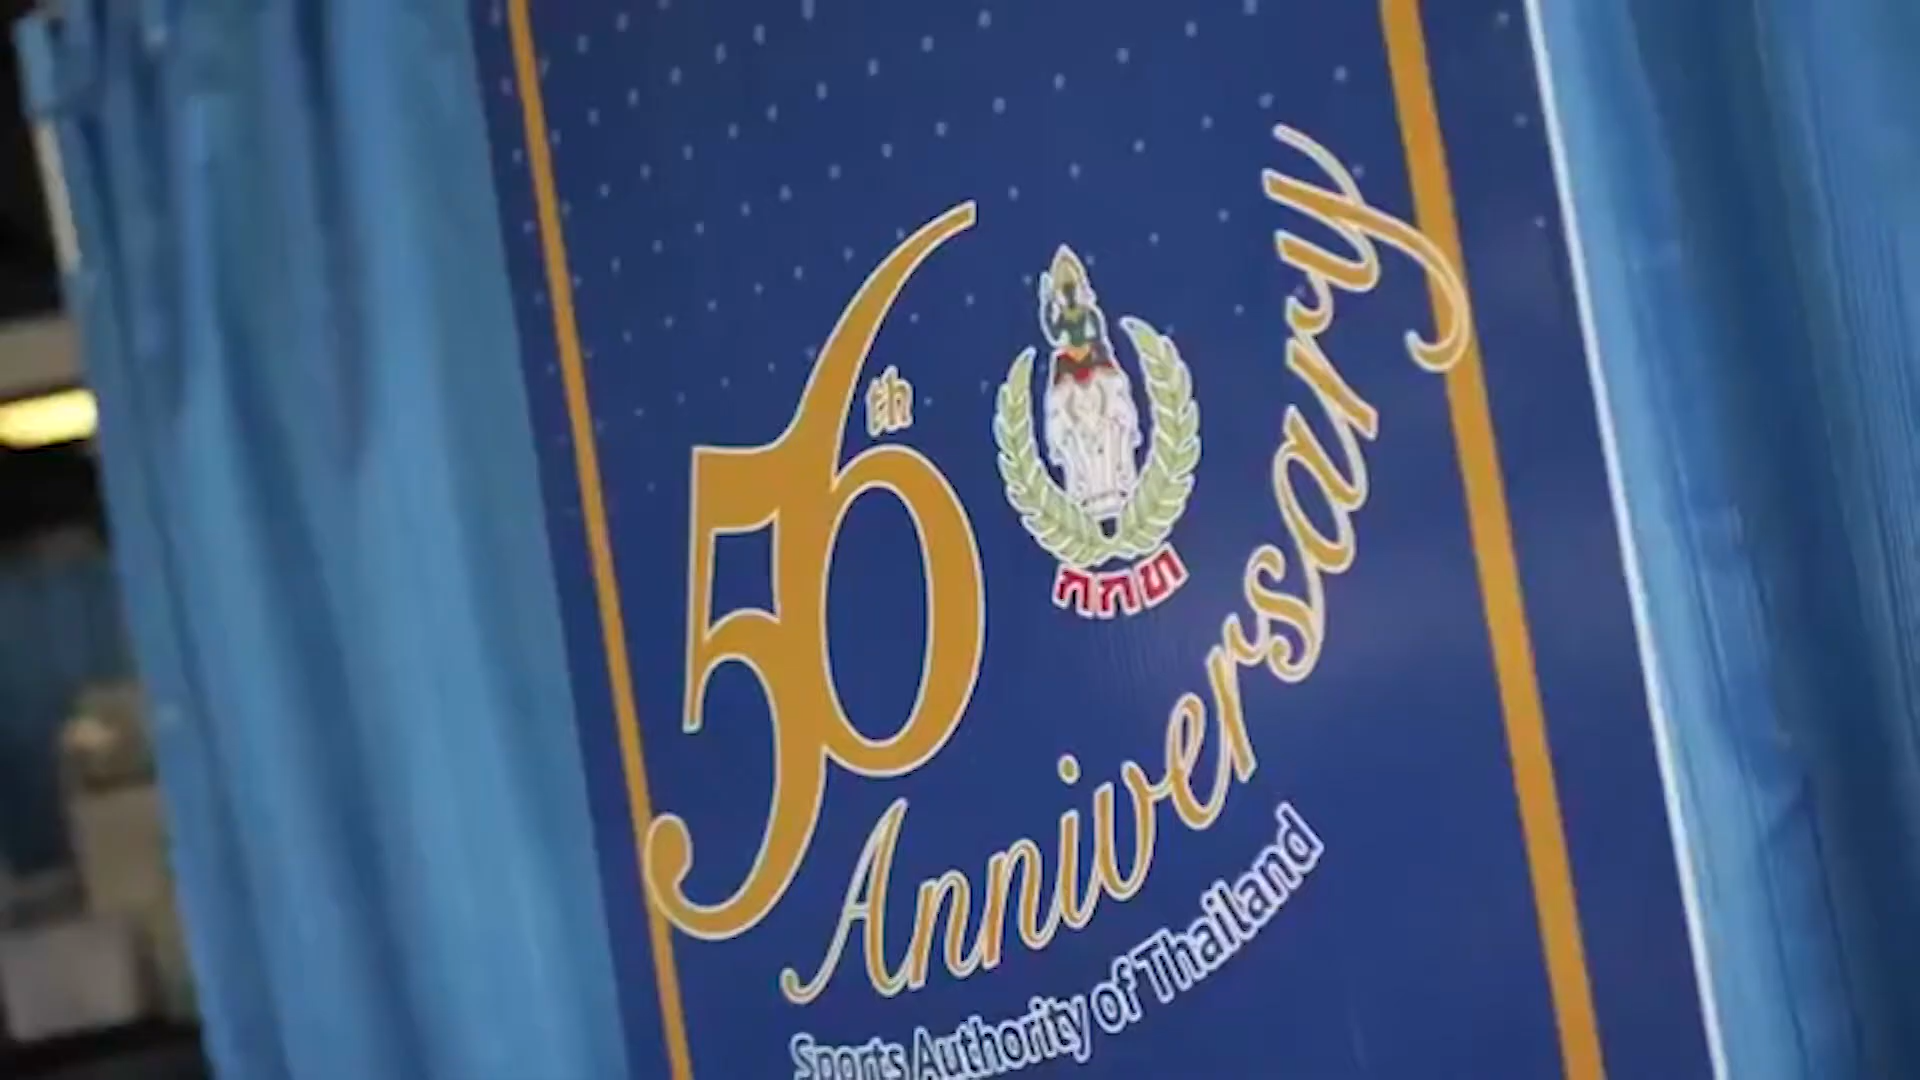 56th
กกท
Anniversary
Sports Authority of Thailand